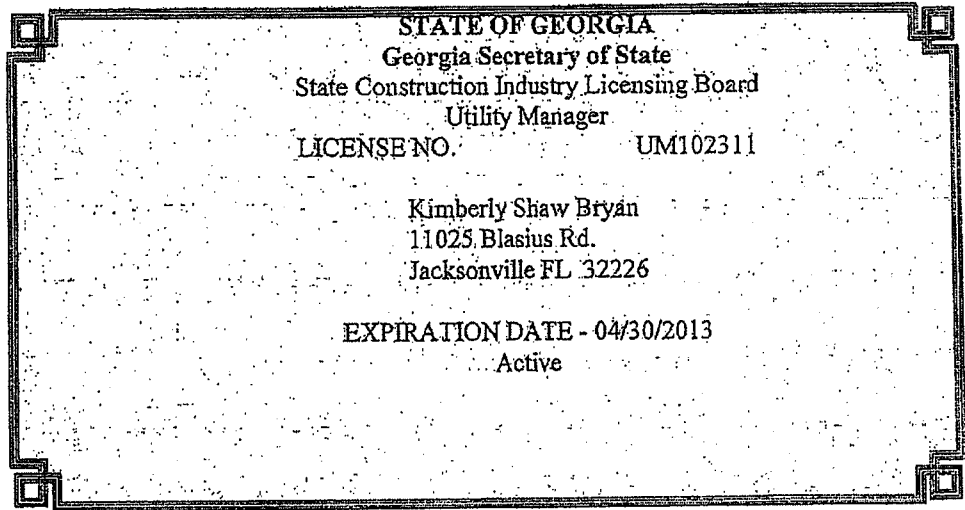 STATE OF GEORGIA
Georgia Secretary of State
State Construction Industry Licensing Board
Utility Manager
LICENSE NO. UM102311
Kimberly Shaw Bryan
11025 Blasius Rd.
Jacksonville FL 32226
EXPIRATION DATE - 04/30/2013
Active